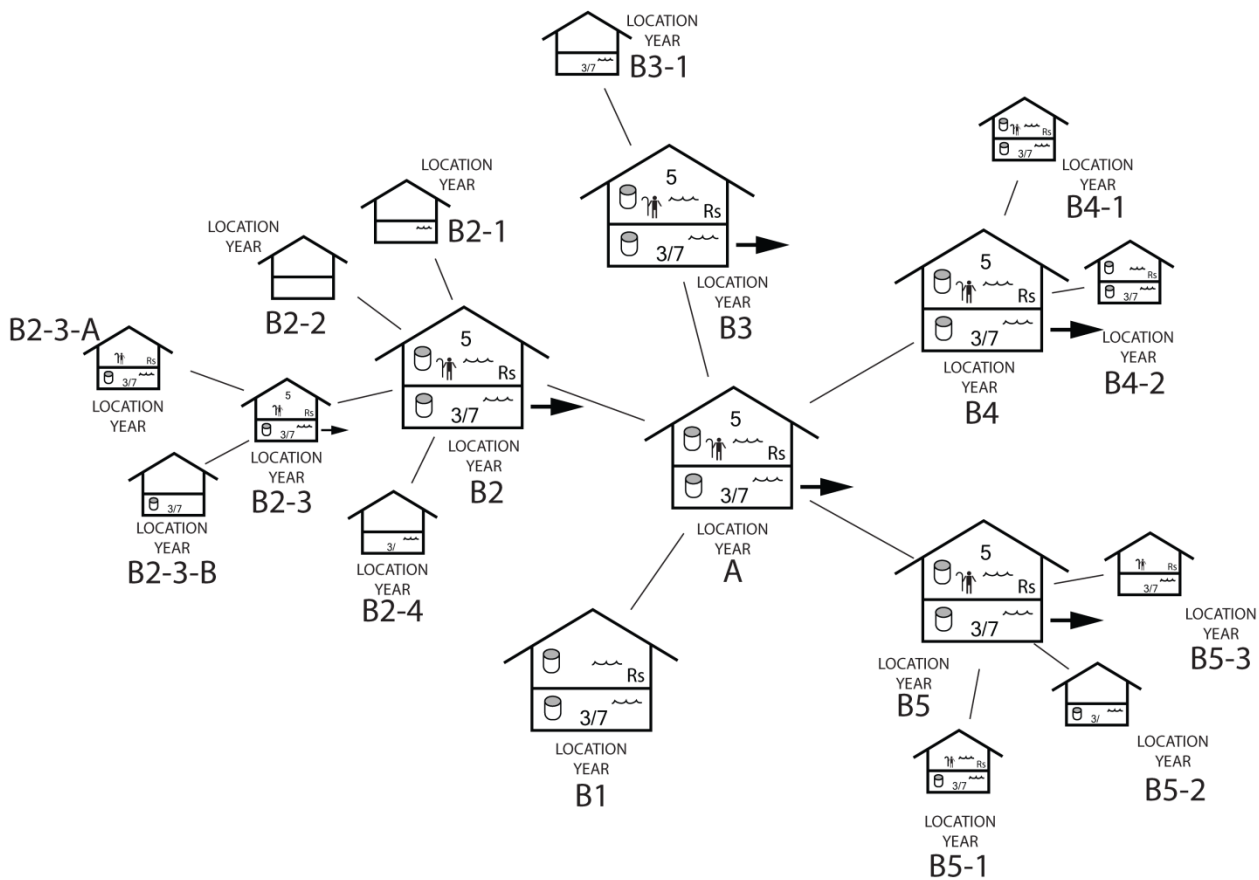 LOCATION
YEAR
B3-1
3/7
LOCATION
YEAR
B2-1
LOCATION
YEAR
B2-2
5
Rs
3/7
LOCATION
YEAR
B3
Rs
3/7
LOCATION
YEAR
B4-1
5
Rs
3/7
LOCATION
YEAR
B4
Rs
3/7
LOCATION
YEAR
B4-2
B2-3-A
Rs
3/7
LOCATION
YEAR
5
Rs
3/7
LOCATION
YEAR
B2-3
3/7
LOCATION
YEAR
B2-3-B
5
Rs
3/7
LOCATION
YEAR
B2
3/
LOCATION
YEAR
B2-4
5
Rs
3/7
LOCATION
YEAR
A
Rs
3/7
LOCATION
YEAR
B1
5
Rs
3/7
LOCATION
YEAR
B5
3/7
LOCATION
YEAR
B5-3
3/
LOCATION
YEAR
B5-2
Rs
3/7
LOCATION
YEAR
B5-1